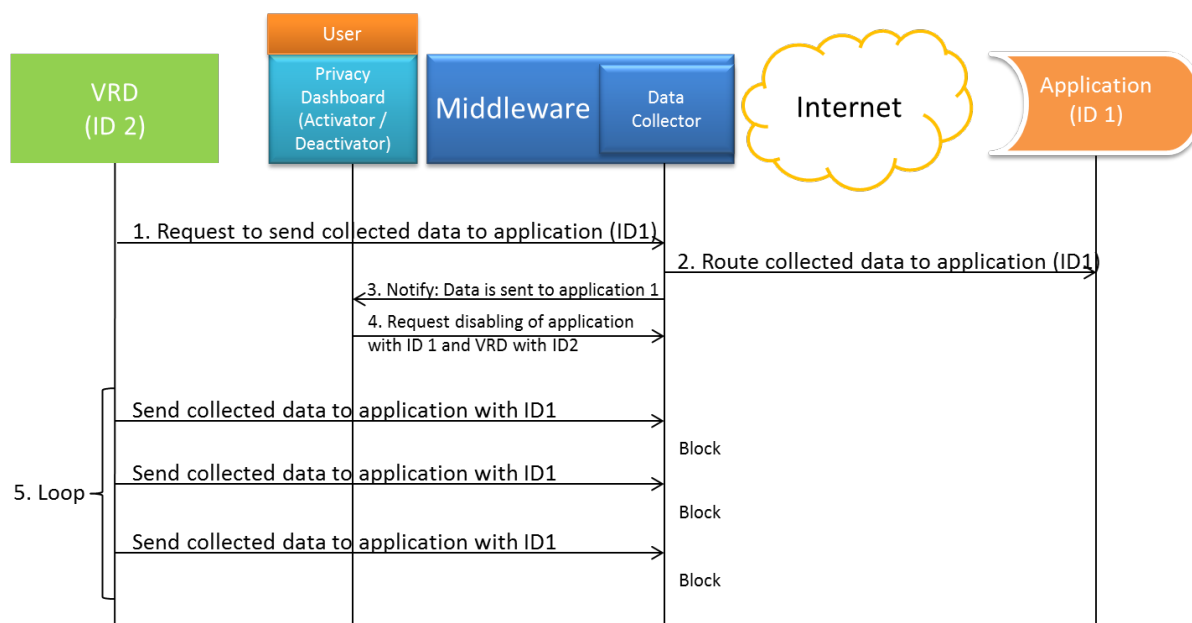 User
VRD
(ID 2)
Privacy
Dashboard
(Activator /
Deactivator)
Middleware
Data
Collector
Internet
Application
(ID 1)
1. Request to send collected data to application (ID1)
2. Route collected data to application (ID1)
3. Notify: Data is sent to application 1
4. Request disabling of application
with ID 1 and VRD with ID2
Send collected data to application with ID1
Block
5. Loop
Send collected data to application with ID1
Block
Send collected data to application with ID1
Block